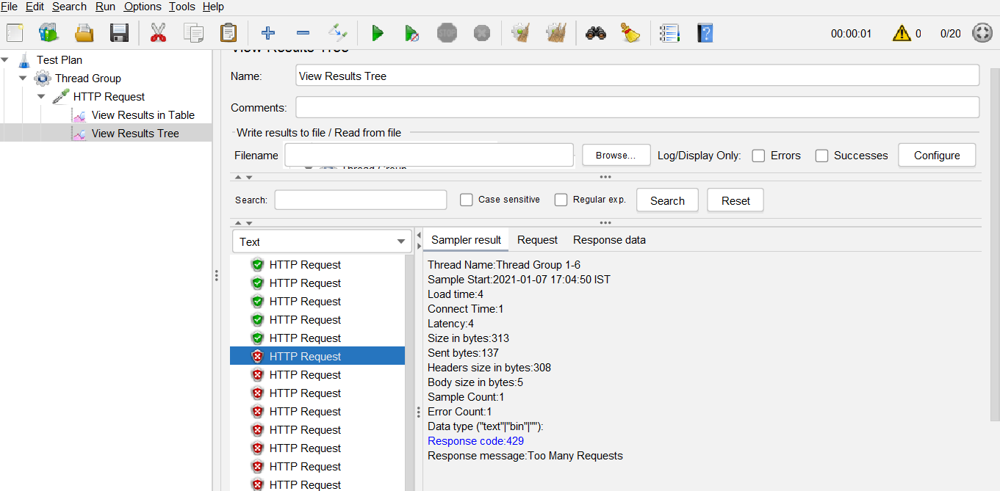 File Edit Search Run Options Tools Help
STOP
00:00:01 0 0/20
Test Plan
Thread Group
HTTP Request
View Results in Table
View Results Tree
View Results Tree
Name: View Results Tree
Comments:
Write results to file / Read from file
Filename Browse... Log/Display Only: Errors Successes Configure
Thread Group
Search: Case sensitive Regular exp. Search Reset
Text
HTTP Request
HTTP Request
HTTP Request
HTTP Request
HTTP Request
HTTP Request
HTTP Request
HTTP Request
HTTP Request
HTTP Request
HTTP Request
HTTP Request
HTTP Request
Sampler result Request Response data
Thread Name:Thread Group 1-6
Sample Start:2021-01-07 17:04:50 IST
Load time:4
Connect Time:1
Latency:4
Size in bytes:313
Sent bytes:137
Headers size in bytes:308
Body size in bytes:5
Sample Count:1
Error Count:1
Data type ("text"|"bin"|""):
Response code:429
Response message:Too Many Requests